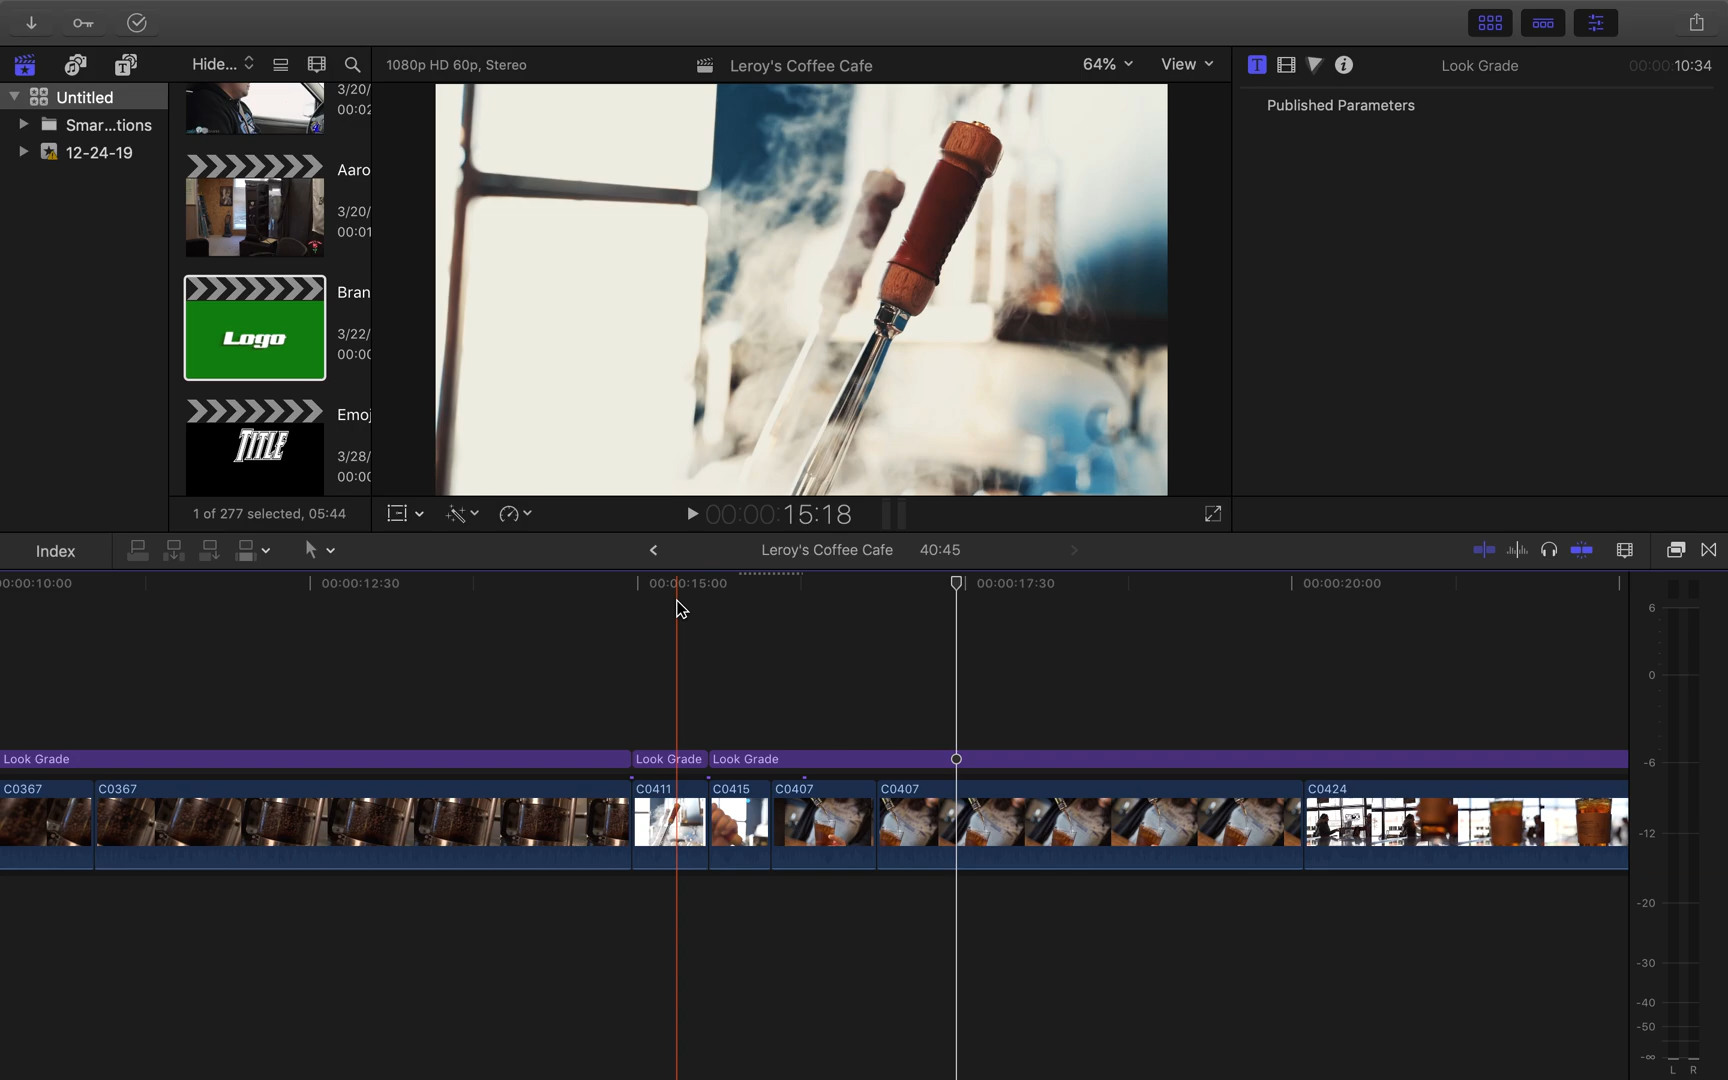 Hide...
1080p HD 60p, Stereo
Leroy's Coffee Cafe
64%
View
Look Grade
00:00:10:34
Untitled
Smar...tions
12-24-19
3/20/
00:02
Aaro
3/20/
00:01
Bran
3/22/
00:00
Logo
Emoj
3/28/
00:00
TITLE
Published Parameters
1 of 277 selected, 05:44
00:00:15:18
Index
Leroy's Coffee Cafe
40:45
0:00:10:00
00:00:12:30
00:00:15:00
00:00:17:30
00:00:20:00
Look Grade
Look Grade
Look Grade
C0367
C0367
C0411
C0415
C0407
C0407
C0424
6
0
-6
-12
-20
-30
-40
-50
-∞
L R